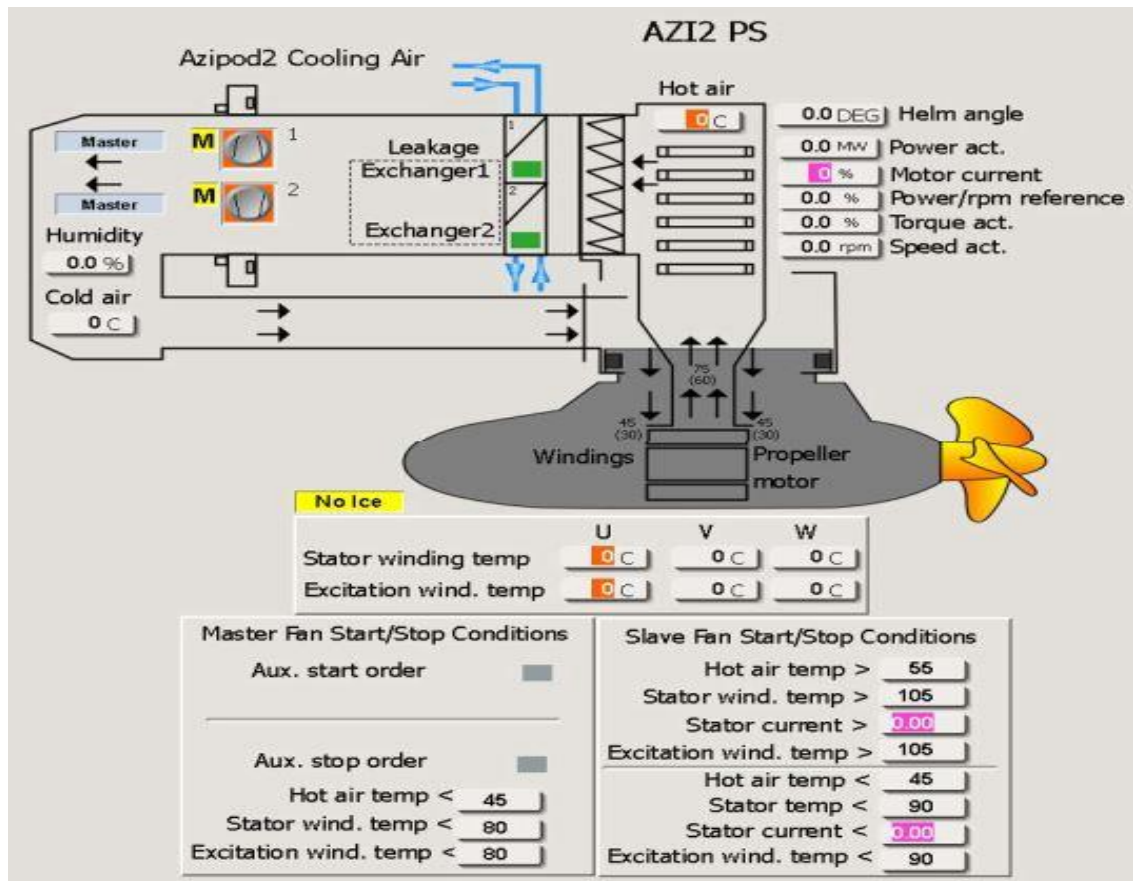 AZI2 PS
Azipod2 Cooling Air
Hot air
0 C
0.0 DEG Helm angle
0.0 MW Power act.
0 % Motor current
0.0 % Power/rpm reference
0.0 % Torque act.
0.0 rpm Speed act.
Master
M 1
Master
M 2
Leakage
Exchanger1
Exchanger2
1
2
Humidity
0.0 %
Cold air
0 C
75
(60)
45
(30)
45
(30)
Windings
Propeller
motor
No Ice
U V W
Stator winding temp 0 C 0 C 0 C
Excitation wind. temp 0 C 0 C 0 C
Master Fan Start/Stop Conditions
Aux. start order
Aux. stop order
Hot air temp < 45
Stator wind. temp < 80
Excitation wind. temp < 80
Slave Fan Start/Stop Conditions
Hot air temp > 55
Stator wind. temp > 105
Stator current > 0.00
Excitation wind. temp > 105
Hot air temp < 45
Stator temp < 90
Stator current < 0.00
Excitation wind. temp < 90